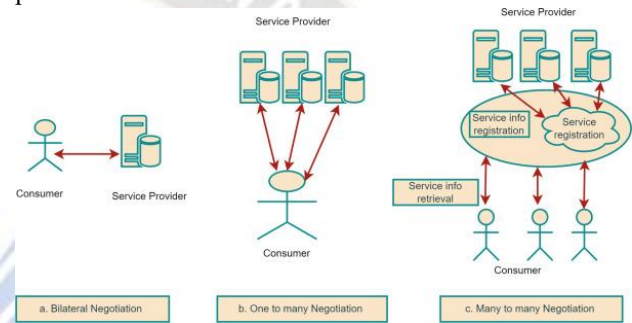 Service Provider
Service Provider
Service info
registration
Service
registration
Consumer
Service Provider
Service info
retrieval
Consumer
Consumer
a. Bilateral Negotiation
b. One to many Negotiation
c. Many to many Negotiation